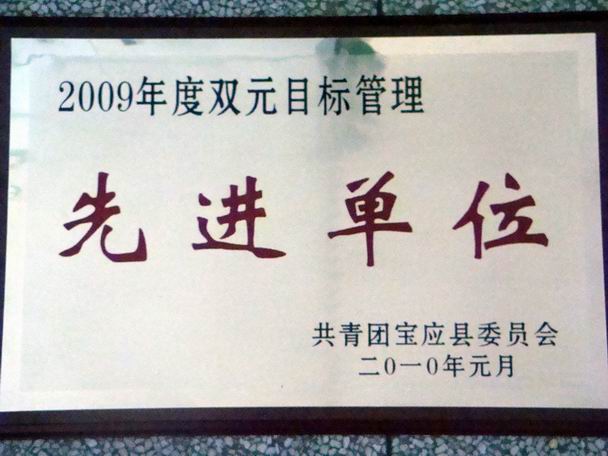 2009年度双元目标管理
先进单位
共青团宝应县委员会
二0一0年元月